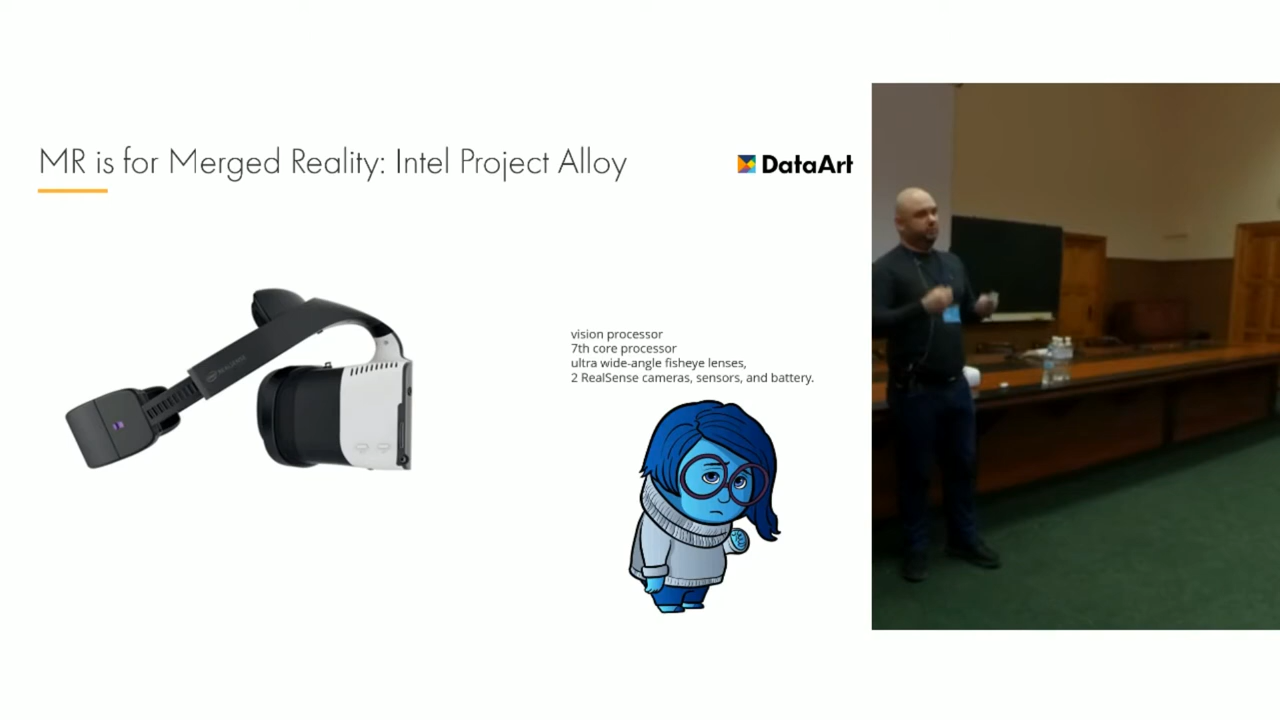 MR is for Merged Reality: Intel Project Alloy
DataArt
vision processor
7th core processor
ultra wide-angle fisheye lenses,
2 RealSense cameras, sensors, and battery.